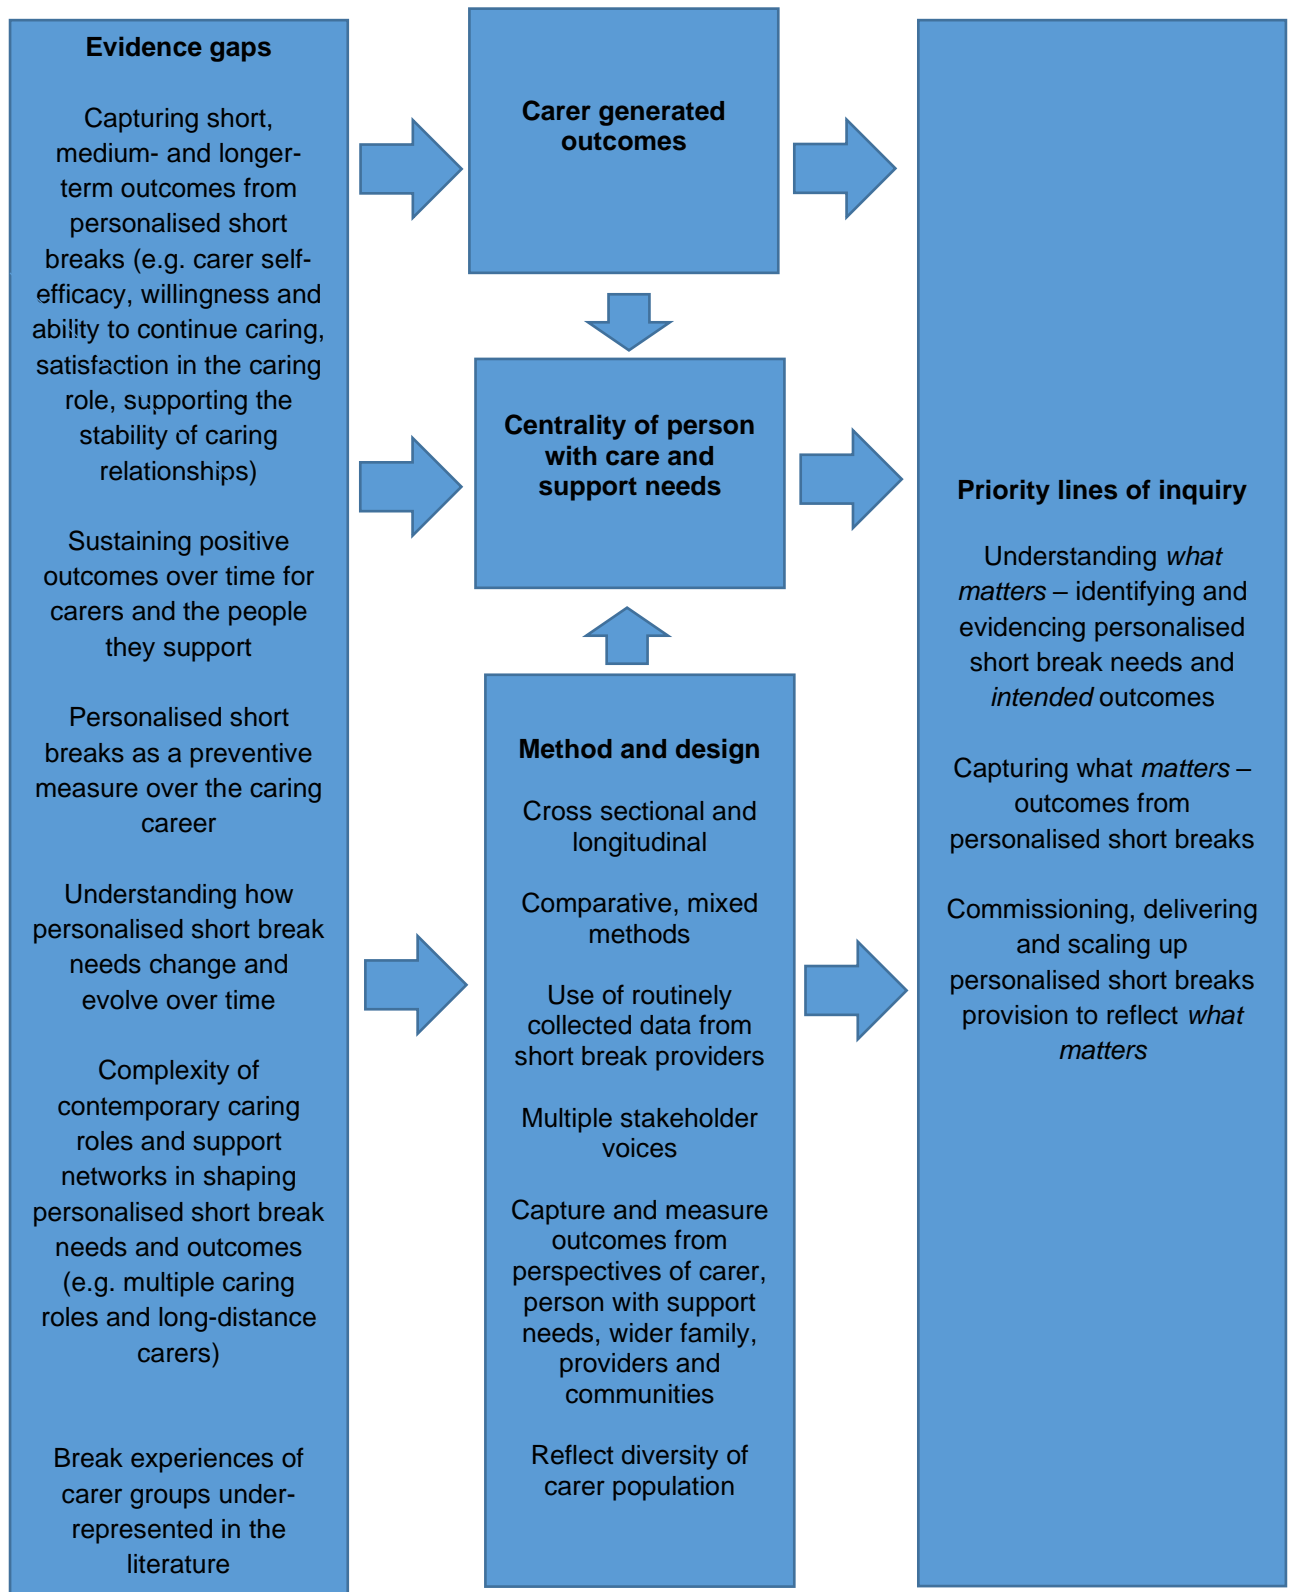 Evidence gaps
Capturing short,
medium- and longer-
term outcomes from
personalised short
breaks (e.g. carer self-
efficacy, willingness and
ability to continue caring,
satisfaction in the caring
role, supporting the
stability of caring
relationships)
Sustaining positive
outcomes over time for
carers and the people
they support
Personalised short
breaks as a preventive
measure over the caring
career
Understanding how
personalised short break
needs change and
evolve over time
Complexity of
contemporary caring
roles and support
networks in shaping
personalised short break
needs and outcomes
(e.g. multiple caring
roles and long-distance
carers)
Break experiences of
carer groups under-
represented in the
literature
Carer generated
outcomes
Centrality of person
with care and
support needs
Method and design
Cross sectional and
longitudinal
Comparative, mixed
methods
Use of routinely
collected data from
short break providers
Multiple stakeholder
voices
Capture and measure
outcomes from
perspectives of carer,
person with support
needs, wider family,
providers and
communities
Reflect diversity of
carer population
Priority lines of inquiry
Understanding what
matters – identifying and
evidencing personalised
short break needs and
intended outcomes
Capturing what matters –
outcomes from
personalised short breaks
Commissioning, delivering
and scaling up
personalised short breaks
provision to reflect what
matters